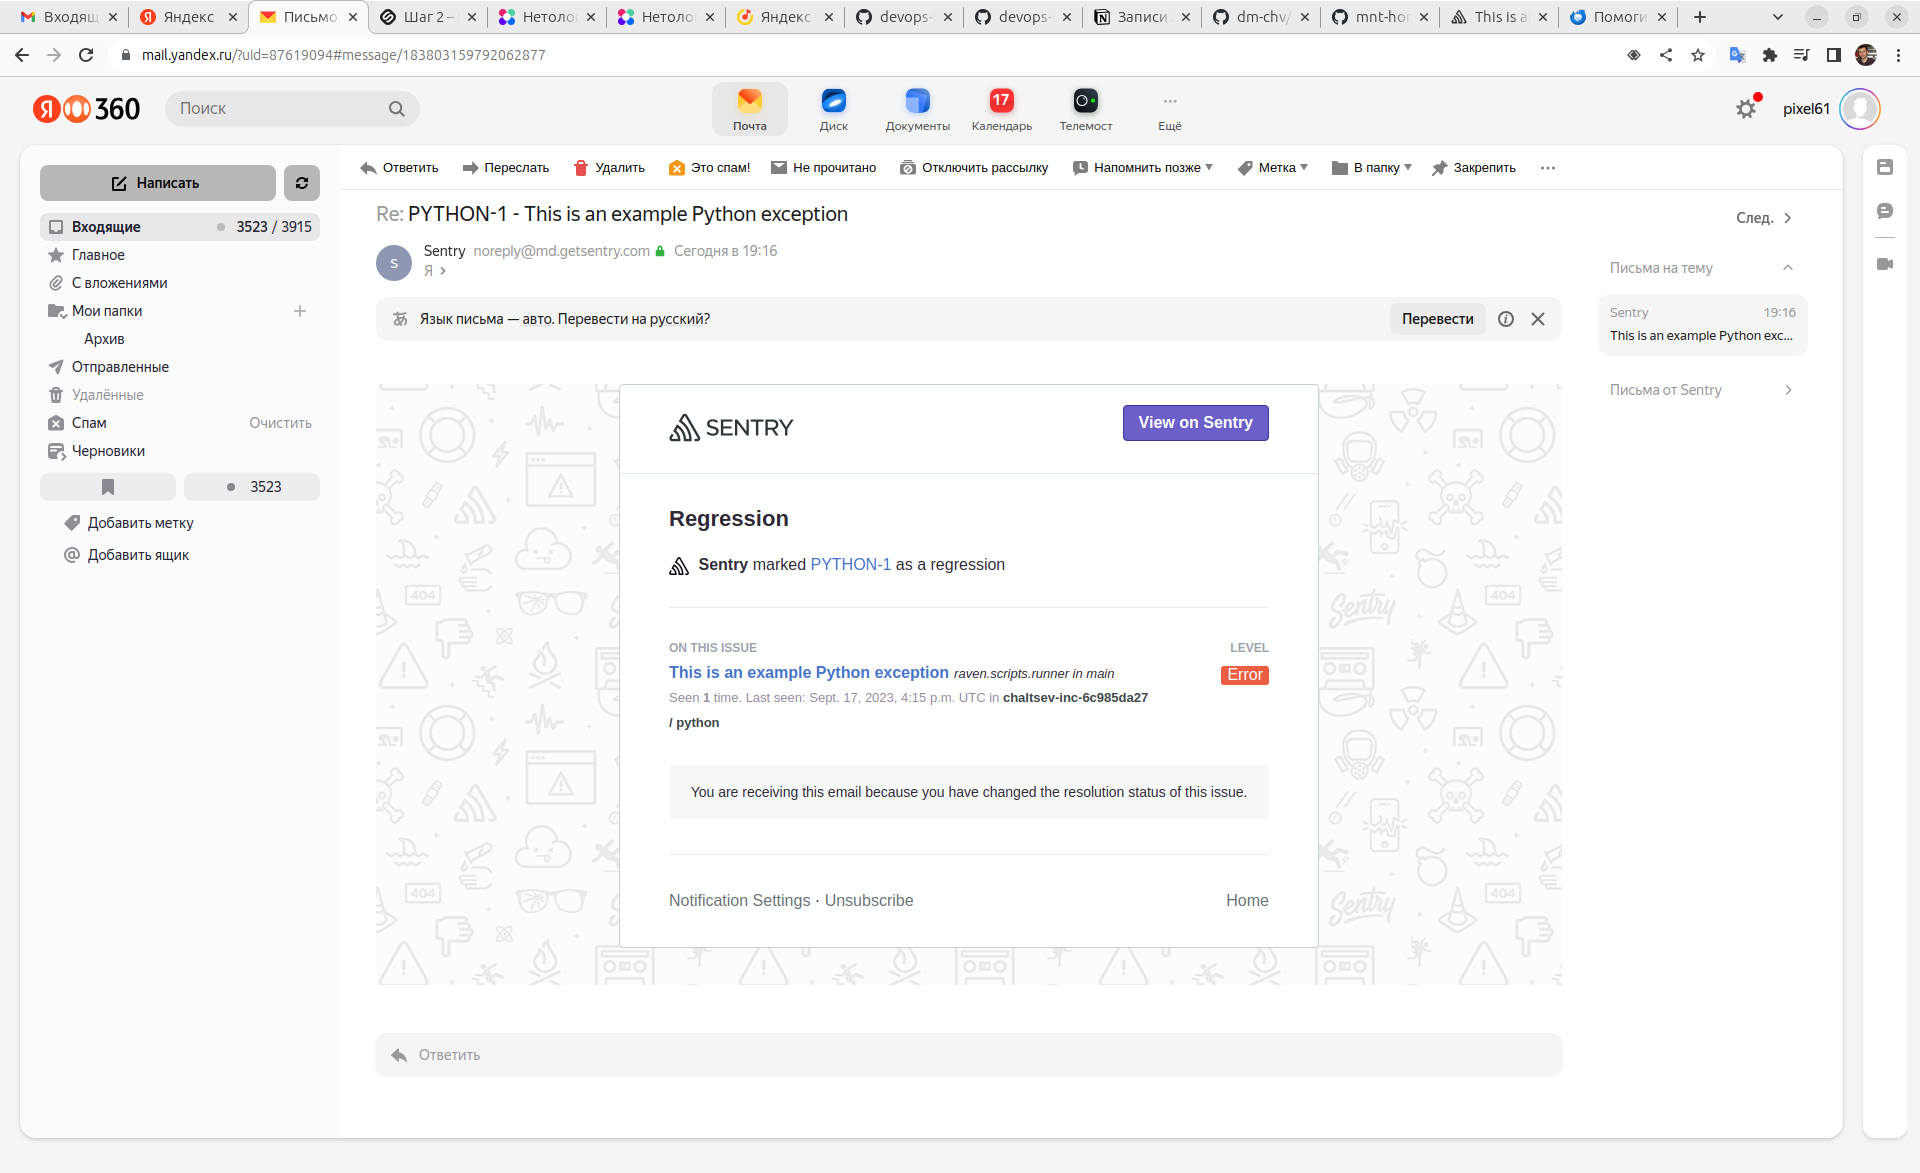 Входящ
Яндекс
Письмо
Шаг 2 –
Нетоло
Нетоло
Яндекс
devops-
devops-
Записи
dm-chv/
mnt-hor
This is a
Помоги
mail.yandex.ru/?uid=87619094#message/183803159792062877
Я 360
Поиск
Почта
Диск
Документы
17
Календарь
Телемост
Ещё
pixel61
Написать
Входящие 3523 / 3915
Главное
С вложениями
Мои папки
Архив
Отправленные
Удалённые
Спам Очистить
Черновики
3523
Добавить метку
Добавить ящик
Ответить Переслать Удалить Это спам! Не прочитано Отключить рассылку Напомнить позже Метка В папку Закрепить
Re: PYTHON-1 - This is an example Python exception
След.
S
Sentry noreply@md.getsentry.com Сегодня в 19:16
Я
Язык письма — авто. Перевести на русский?
Перевести
Письма на тему
Sentry 19:16
This is an example Python exc...
Письма от Sentry
SENTRY
View on Sentry
Regression
Sentry marked PYTHON-1 as a regression
ON THIS ISSUE LEVEL
This is an example Python exception raven.scripts.runner in main Error
Seen 1 time. Last seen: Sept. 17, 2023, 4:15 p.m. UTC in chaltsev-inc-6c985da27
/ python
You are receiving this email because you have changed the resolution status of this issue.
Notification Settings · Unsubscribe Home
404
404
Sentry
404
404
Sentry
Ответить